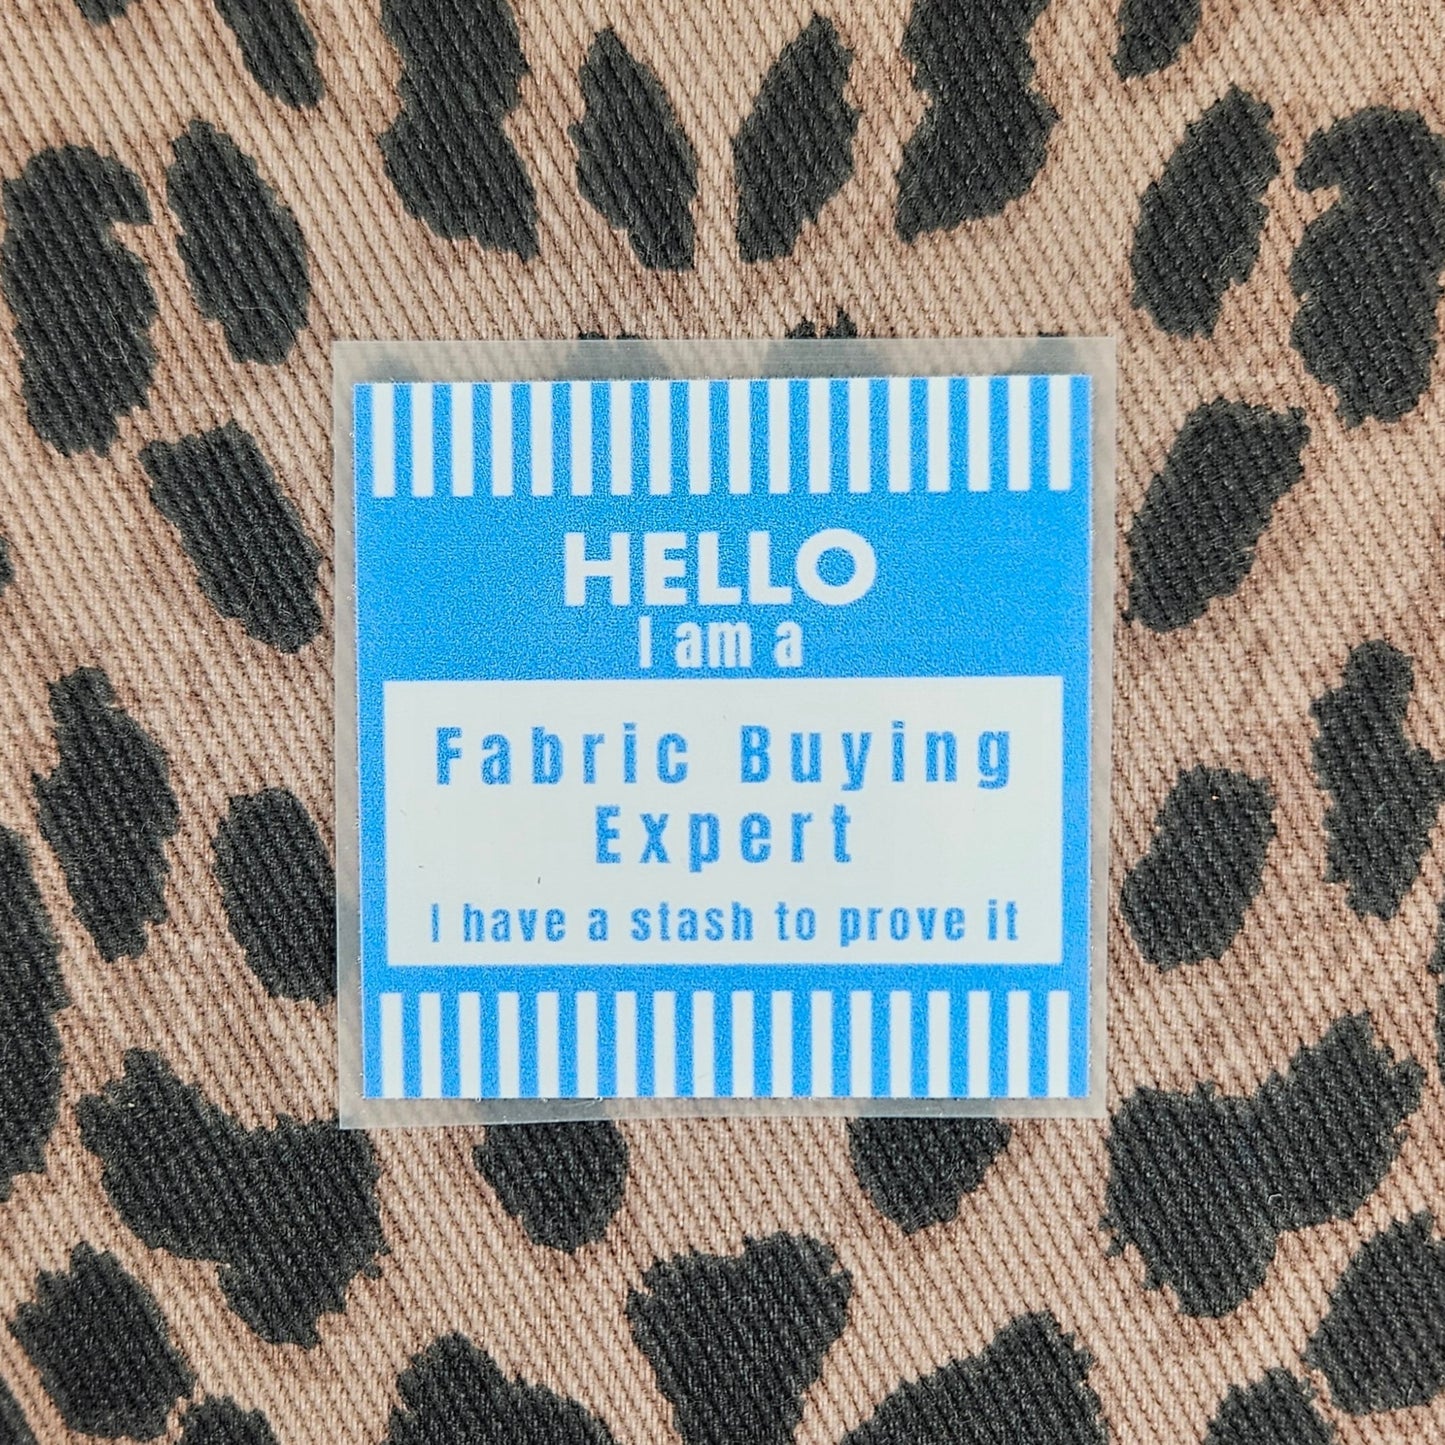 HELLO
I am a
Fabric Buying
Expert
I have a stash to prove it